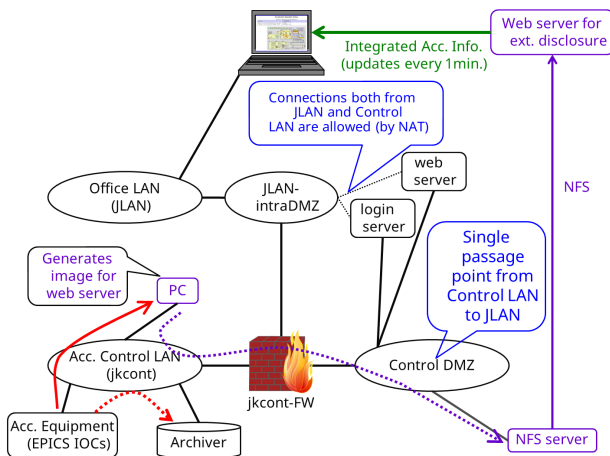 Web server for
ext. disclosure
Integrated Acc. Info.
(updates every 1min.)
Connections both from
JLAN and Control
LAN are allowed (by NAT)
web
server
Office LAN
(JLAN)
JLAN-
intraDMZ
login
server
NFS
Generates
image for
web server
PC
Single
passage
point from
Control LAN
to JLAN
Acc. Control LAN
(jkcont)
Control DMZ
jkcont-FW
Acc. Equipment
(EPICS IOCs)
Archiver
NFS server